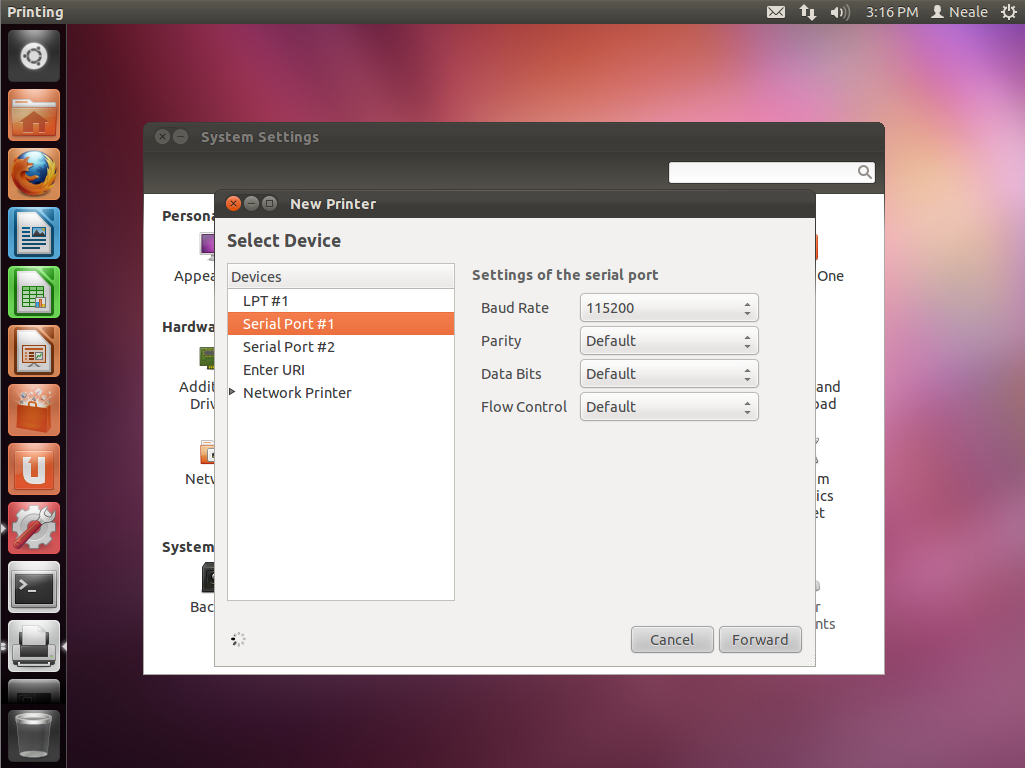 Printing
3:16 PM Neale
System Settings
New Printer
Persona
Select Device
Appea
One
Devices
Settings of the serial port
LPT #1
Baud Rate 115200
Serial Port #1
Hardwa
Serial Port #2
Parity Default
Enter URI
Data Bits Default
Network Printer
Addit
and
Driv
Flow Control Default
Netw
m
ics
et
System
Bac
r
nts
Cancel Forward